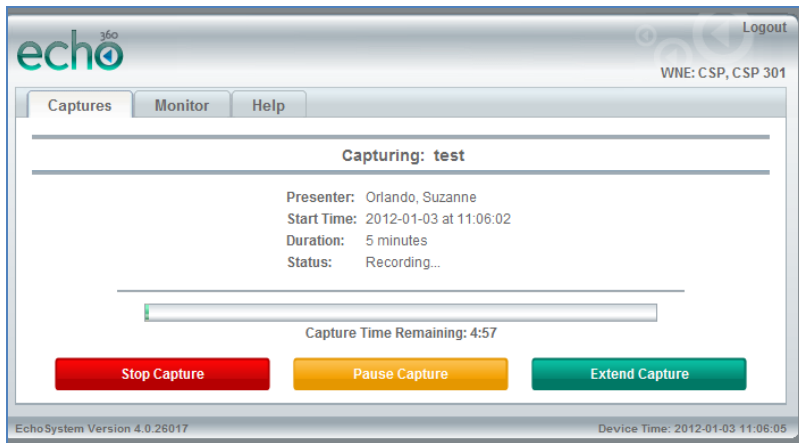 echo360
Logout
WNE: CSP, CSP 301
Captures Monitor Help
Capturing: test
Presenter: Orlando, Suzanne
Start Time: 2012-01-03 at 11:06:02
Duration: 5 minutes
Status: Recording...
Capture Time Remaining: 4:57
Stop Capture Pause Capture Extend Capture
EchoSystem Version 4.0.26017 Device Time: 2012-01-03 11:06:05